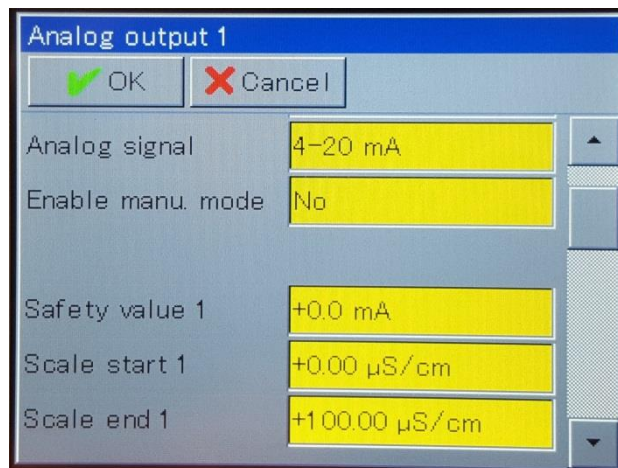 Analog output 1
OK Cancel
Analog signal 4-20 mA
Enable manu. mode No
Safety value 1 +0.0 mA
Scale start 1 +0.00 µS/cm
Scale end 1 +100.00 µS/cm